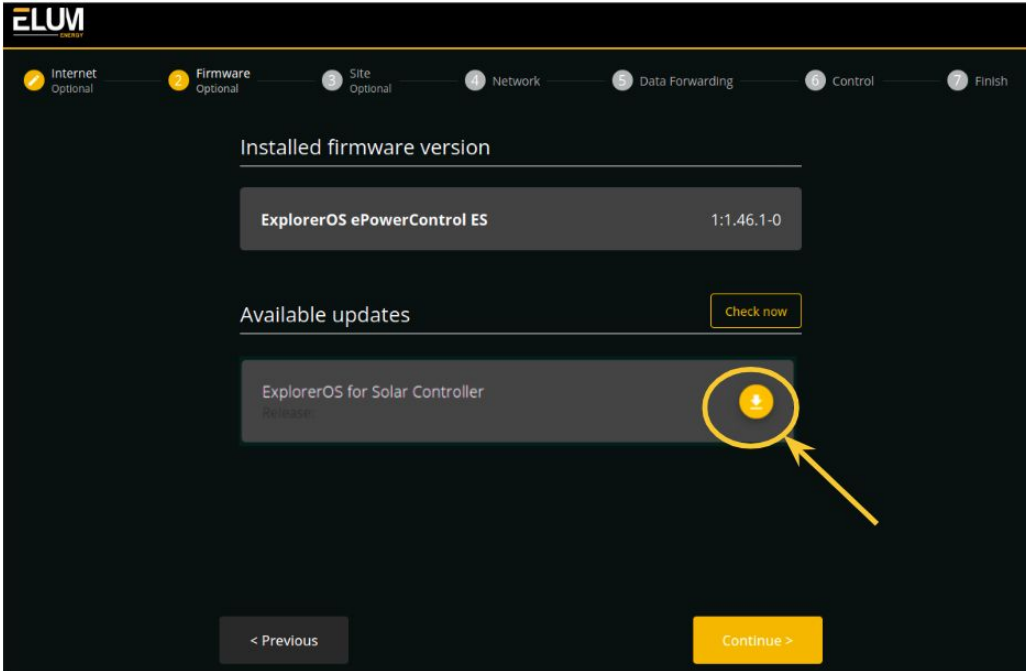 ELUM
ENERGY
Internet
Optional
2 Firmware
Optional
3 Site
Optional
4 Network
5 Data Forwarding
6 Control
7 Finish
Installed firmware version
ExplorerOS ePowerControl ES 1:1.46.1-0
Available updates
Check now
ExplorerOS for Solar Controller
Release:
< Previous
Continue >